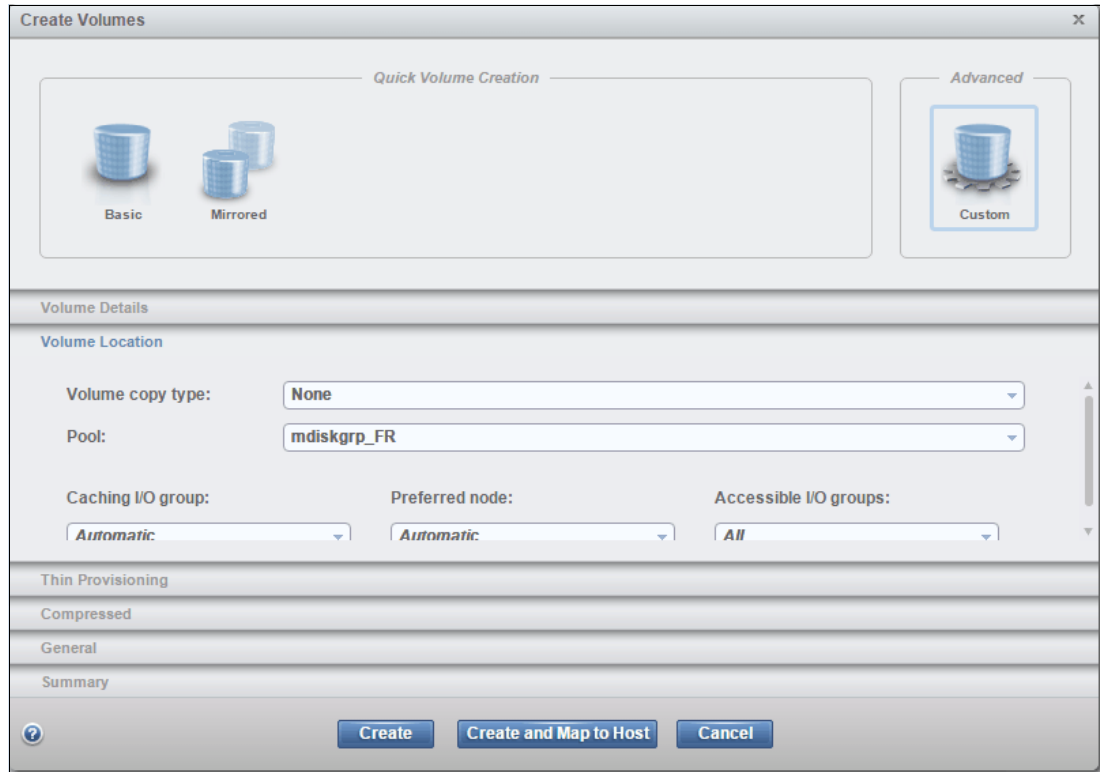 Create Volumes x
Quick Volume Creation
Advanced
Basic
Mirrored
Custom
Volume Details
Volume Location
Volume copy type: None
Pool: mdiskgrp_FR
Caching I/O group: Preferred node: Accessible I/O groups:
Automatic Automatic All
Thin Provisioning
Compressed
General
Summary
? Create Create and Map to Host Cancel